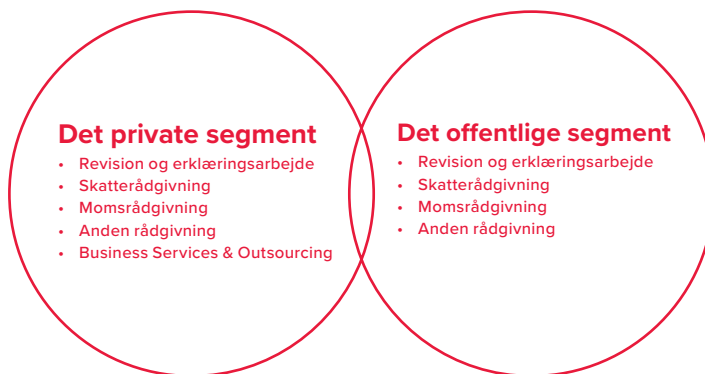 Det private segment
• Revision og erklæringsarbejde
• Skatterådgivning
• Momsrådgivning
• Anden rådgivning
• Business Services & Outsourcing
Det offentlige segment
• Revision og erklæringsarbejde
• Skatterådgivning
• Momsrådgivning
• Anden rådgivning